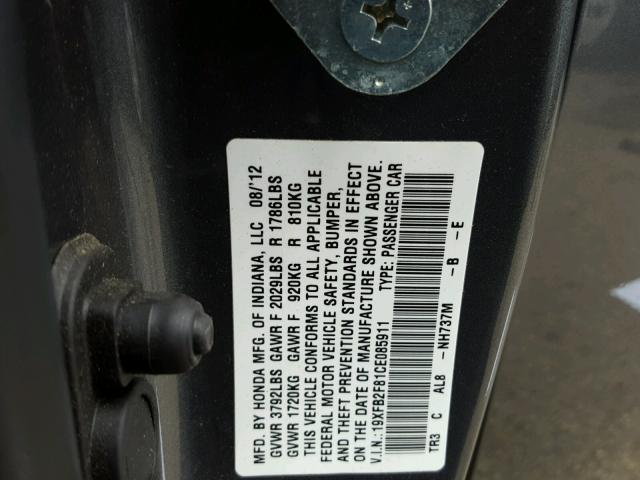 MFD. BY HONDA MFG. OF INDIANA, LLC 08/'12
GVWR 3792LBS GAWR F 2029LBS R 1786LBS
GVWR 1720KG GAWR F 920KG R 810KG
THIS VEHICLE CONFORMS TO ALL APPLICABLE
FEDERAL MOTOR VEHICLE SAFETY, BUMPER,
AND THEFT PREVENTION STANDARDS IN EFFECT
ON THE DATE OF MANUFACTURE SHOWN ABOVE.
V.I.N.:19XFB2F81CE085911 TYPE: PASSENGER CAR
TR3 C AL8 -NH737M -B -E